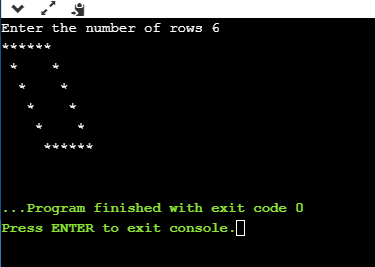 Enter the number of rows 6
******
 *    *
  *    *
   *    *
    *    *
     ******
...Program finished with exit code 0
Press ENTER to exit console.